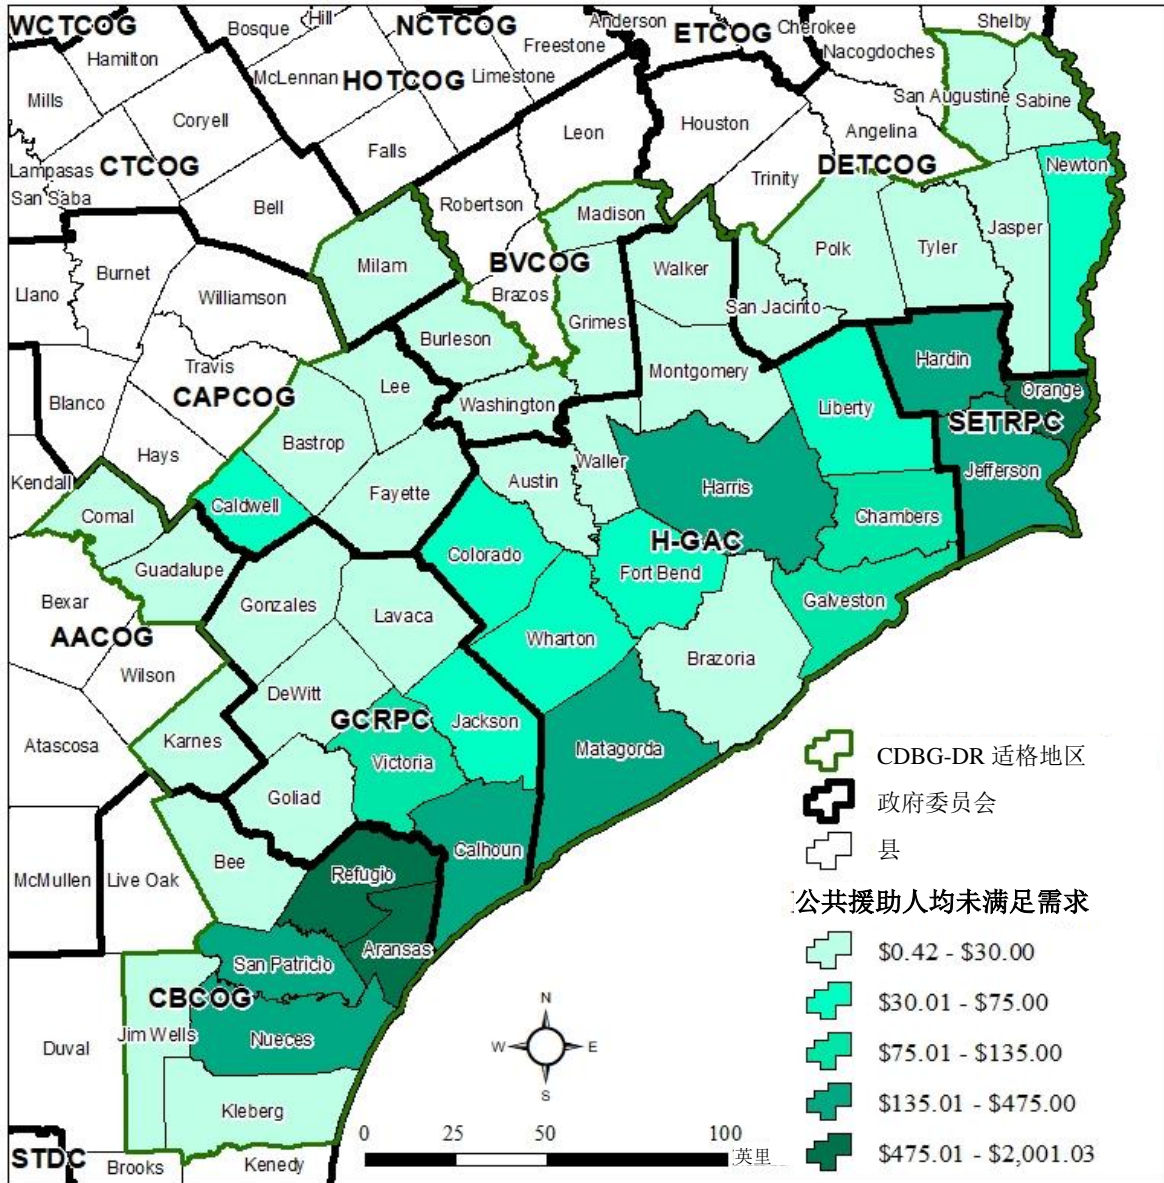 WCTCOG
Hill
Bosque
NCTCOG
Anderson
ETCOG
Cherokee
Shelby
Hamilton
Freestone
Nacogdoches
McLennan
HOTCOG
Limestone
Mills
San Augustine
Sabine
Coryell
Leon
Houston
Angelina
Falls
Lampasas
CTCOG
DETCOG
Newton
San Saba
Bell
Robertson
Trinity
Madison
Jasper
Burnet
Milam
BVCOG
Walker
Polk
Tyler
Llano
Williamson
Brazos
San Jacinto
Grimes
Burleson
Travis
Hardin
Montgomery
Blanco
CAPCOG
Lee
Washington
Liberty
Orange
SETRPC
Bastrop
Hays
Waller
Kendall
Austin
Jefferson
Fayette
Harris
Caldwell
Comal
Chambers
Colorado
H-GAC
Guadalupe
Fort Bend
Bexar
Gonzales
Galveston
Lavaca
AACOG
Wharton
Brazoria
Wilson
DeWitt
GCRPC
Jackson
Karnes
Atascosa
Matagorda
Victoria
Goliad
Calhoun
Bee
Refugio
McMullen
Live Oak
Aransas
San Patricio
CBCOG
Jim Wells
Nueces
Duval
Kleberg
STDC
Brooks
Kenedy
N
W
E
S
0 25 50 100
英里
CDBG-DR 适格地区
政府委员会
县
公共援助人均未满足需求
$0.42 - $30.00
$30.01 - $75.00
$75.01 - $135.00
$135.01 - $475.00
$475.01 - $2,001.03